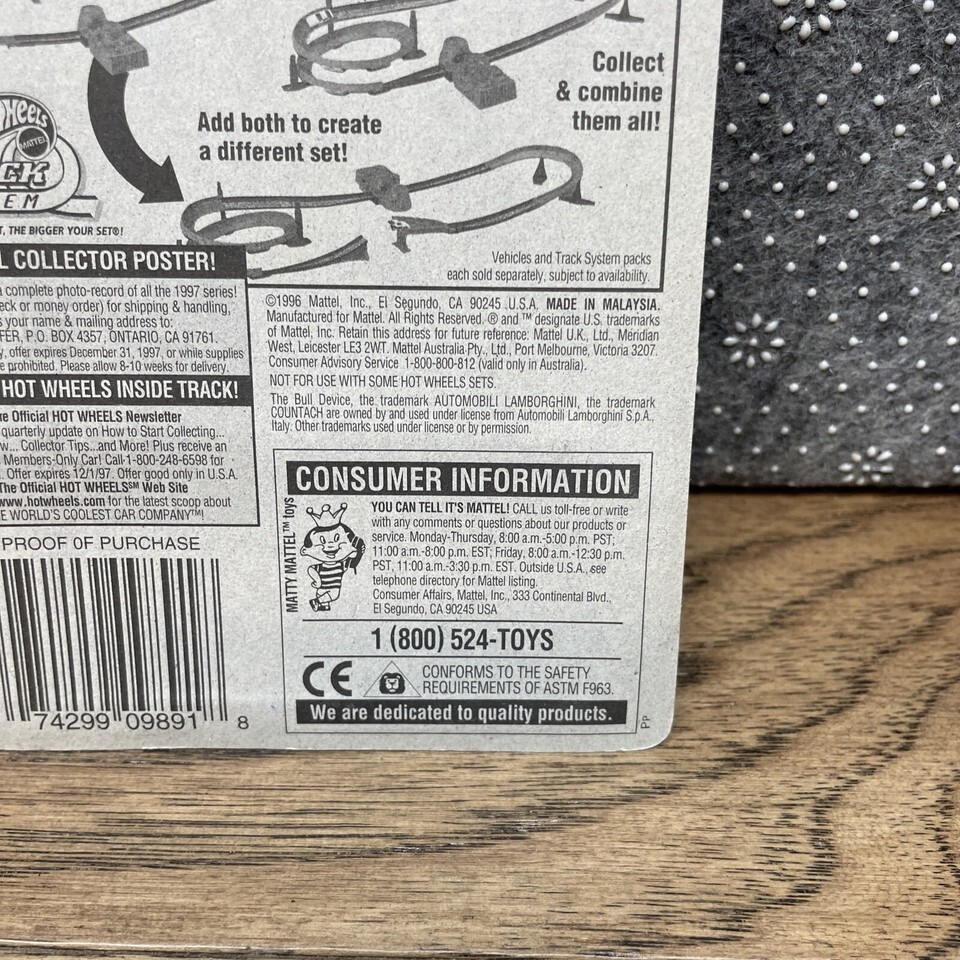 Collect
& combine
them all!
Add both to create
a different set!
HEELS
MATTEL
CK
EM
T, THE BIGGER YOUR SET®!
Vehicles and Track System packs
each sold separately, subject to availability.
L COLLECTOR POSTER!
a complete photo-record of all the 1997 series!
eck or money order) for shipping & handling,
s your name & mailing address to:
FER, P.O. BOX 4357, ONTARIO, CA 91761.
y, offer expires December 31, 1997, or while supplies
e prohibited. Please allow 8-10 weeks for delivery.
HOT WHEELS INSIDE TRACK!
re Official HOT WHEELS Newsletter
quarterly update on How to Start Collecting...
w... Collector Tips...and More! Plus receive an
Members-Only Car! Call 1-800-248-6598 for
. Offer expires 12/1/97. Offer good only in U.S.A.
The Official HOT WHEELS℠ Web Site
www.hotwheels.com for the latest scoop about
E WORLD'S COOLEST CAR COMPANY™!
PROOF OF PURCHASE
74299 09891 8
©1996 Mattel, Inc., El Segundo, CA 90245 U.S.A. MADE IN MALAYSIA.
Manufactured for Mattel. All Rights Reserved. ® and ™ designate U.S. trademarks
of Mattel, Inc. Retain this address for future reference: Mattel U.K., Ltd., Meridian
West, Leicester LE3 2WT. Mattel Australia Pty., Ltd., Port Melbourne, Victoria 3207.
Consumer Advisory Service 1-800-800-812 (valid only in Australia).
NOT FOR USE WITH SOME HOT WHEELS SETS.
The Bull Device, the trademark AUTOMOBILI LAMBORGHINI, the trademark
COUNTACH are owned by and used under license from Automobili Lamborghini S.p.A.,
Italy. Other trademarks used under license or by permission.
CONSUMER INFORMATION
MATTY MATTEL™ toys
YOU CAN TELL IT'S MATTEL! CALL us toll-free or write
with any comments or questions about our products or
service. Monday-Thursday, 8:00 a.m.-5:00 p.m. PST;
11:00 a.m.-8:00 p.m. EST; Friday, 8:00 a.m.-12:30 p.m.
PST, 11:00 a.m.-3:30 p.m. EST. Outside U.S.A., see
telephone directory for Mattel listing.
Consumer Affairs, Mattel, Inc., 333 Continental Blvd.,
El Segundo, CA 90245 USA
1 (800) 524-TOYS
CE
CONFORMS TO THE SAFETY
REQUIREMENTS OF ASTM F963.
We are dedicated to quality products.
Pp